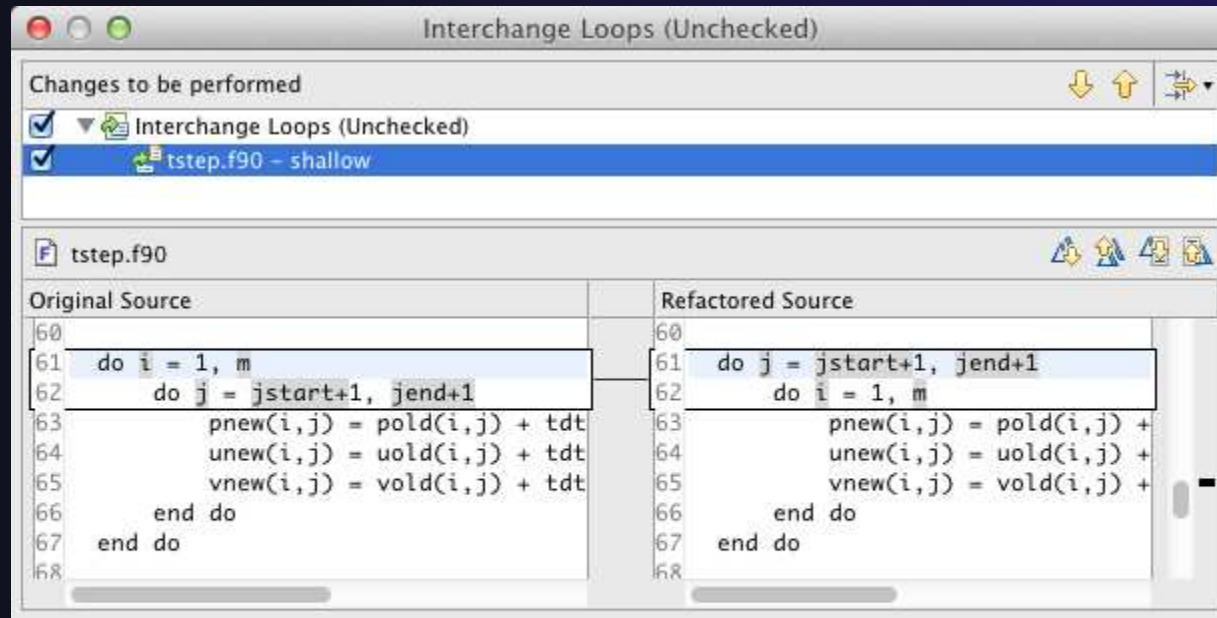 Interchange Loops (Unchecked)
Changes to be performed
Interchange Loops (Unchecked)
tstep.f90 – shallow
F tstep.f90
Original Source
60
61 do i = 1, m
62 do j = jstart+1, jend+1
63 pnew(i,j) = pold(i,j) + tdt
64 unew(i,j) = uold(i,j) + tdt
65 vnew(i,j) = vold(i,j) + tdt
66 end do
67 end do
68
Refactored Source
60
61 do j = jstart+1, jend+1
62 do i = 1, m
63 pnew(i,j) = pold(i,j) +
64 unew(i,j) = uold(i,j) +
65 vnew(i,j) = vold(i,j) +
66 end do
67 end do
68